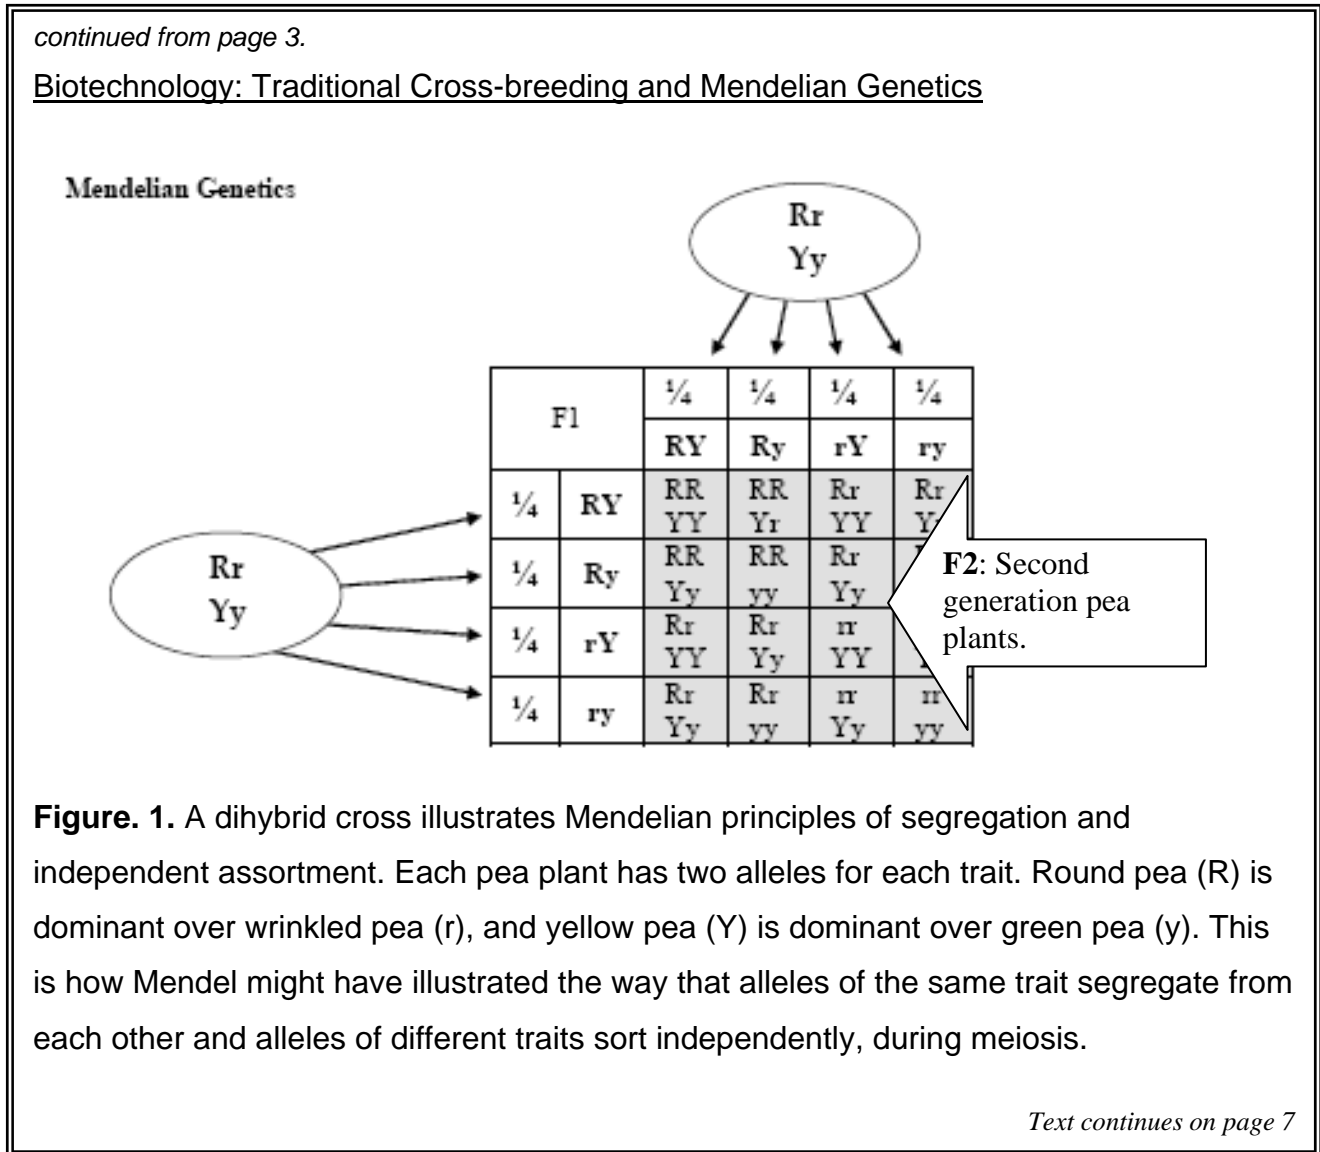 continued from page 3.
Biotechnology: Traditional Cross-breeding and Mendelian Genetics
Mendelian Genetics
Rr
Yy
F1 ¼ ¼ ¼ ¼
RY Ry rY ry
¼ RY RR RR Rr Rr
YY Yr YY
Rr
Yy
¼ Ry RR RR Rr
Yy yy Yy
F2: Second
generation pea
plants.
¼ rY Rr Rr rr
YY Yy YY
¼ ry Rr Rr rr rr
Yy yy Yy yy
Figure. 1. A dihybrid cross illustrates Mendelian principles of segregation and
independent assortment. Each pea plant has two alleles for each trait. Round pea (R) is
dominant over wrinkled pea (r), and yellow pea (Y) is dominant over green pea (y). This
is how Mendel might have illustrated the way that alleles of the same trait segregate from
each other and alleles of different traits sort independently, during meiosis.
Text continues on page 7